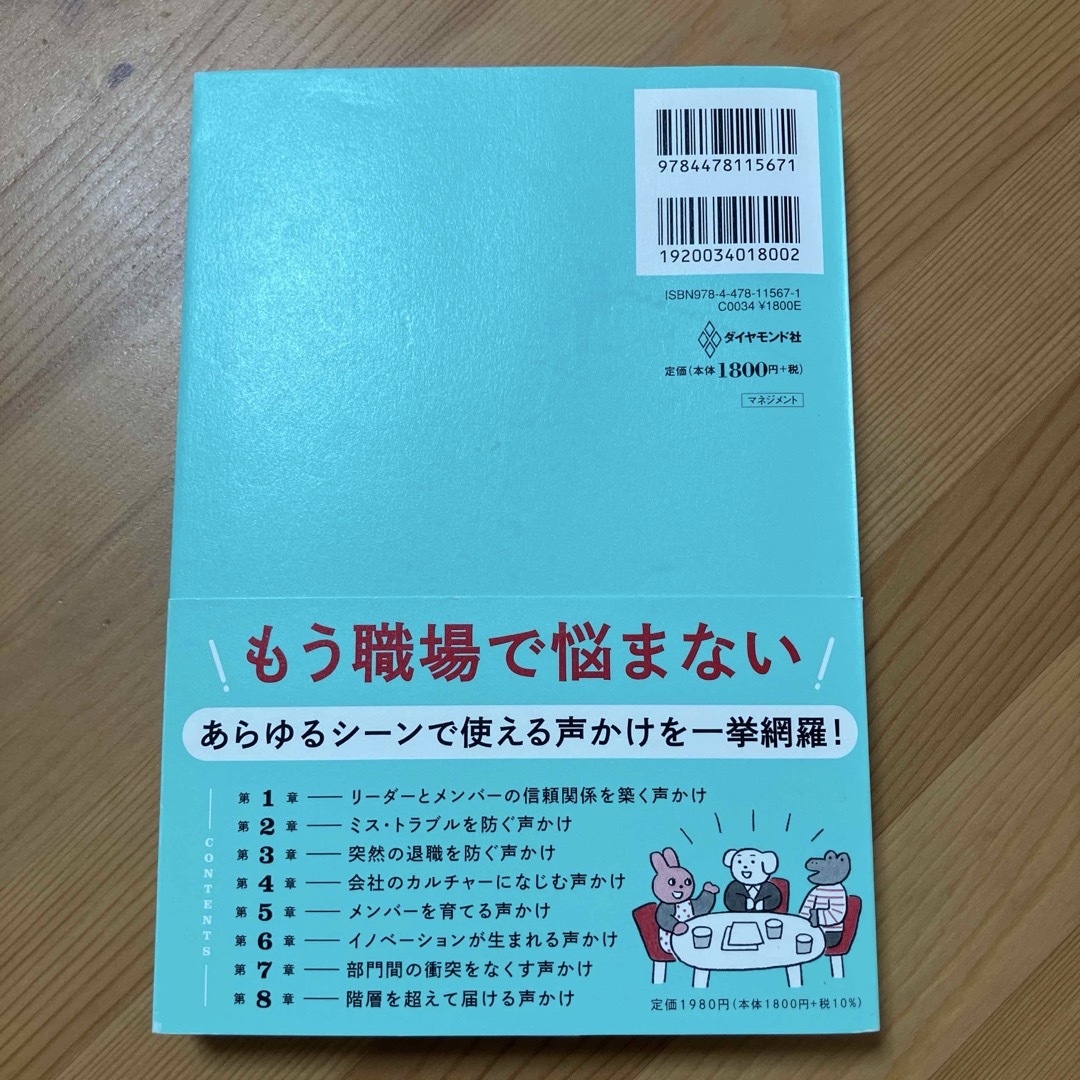 9784478115671
1920034018002
ISBN978-4-478-11567-1
C0034 ¥1800E
ダイヤモンド社
定価(本体1800円+税)
マネジメント
もう職場で悩まない
あらゆるシーンで使える声かけを一挙網羅!
CONTENTS
第1章――リーダーとメンバーの信頼関係を築く声かけ
第2章――ミス・トラブルを防ぐ声かけ
第3章――突然の退職を防ぐ声かけ
第4章――会社のカルチャーになじむ声かけ
第5章――メンバーを育てる声かけ
第6章――イノベーションが生まれる声かけ
第7章――部門間の衝突をなくす声かけ
第8章――階層を超えて届ける声かけ
定価1980円(本体1800円+税10%)